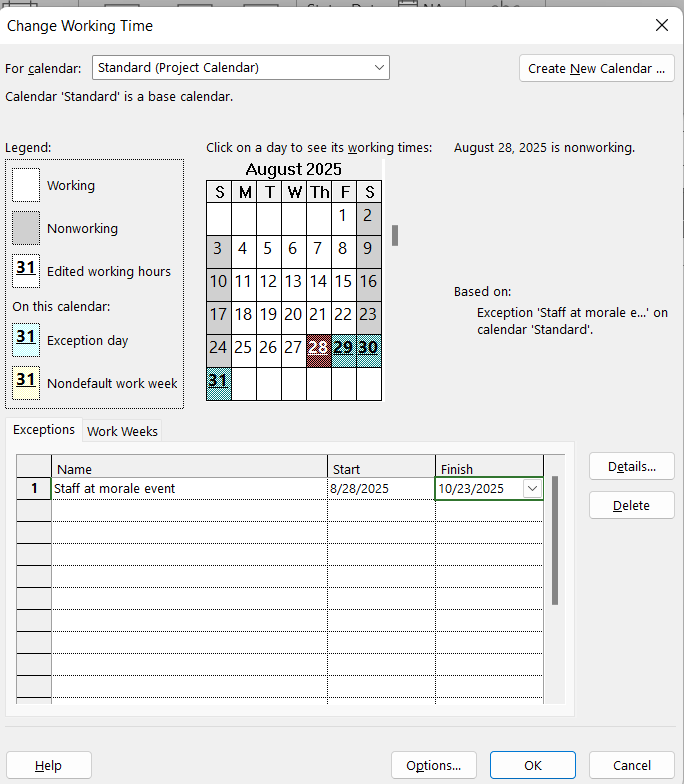 Change Working Time
For calendar: Standard (Project Calendar) Create New Calendar ...
Calendar 'Standard' is a base calendar.
Legend:
Working
Nonworking
31 Edited working hours
On this calendar:
31 Exception day
31 Nondefault work week
Click on a day to see its working times:
August 2025
S M T W Th F S
1 2
3 4 5 6 7 8 9
10 11 12 13 14 15 16
17 18 19 20 21 22 23
24 25 26 27 28 29 30
31
August 28, 2025 is nonworking.
Based on:
Exception 'Staff at morale e...' on
calendar 'Standard'.
Exceptions Work Weeks
Name Start Finish
1 Staff at morale event 8/28/2025 10/23/2025
Details...
Delete
Help Options... OK Cancel